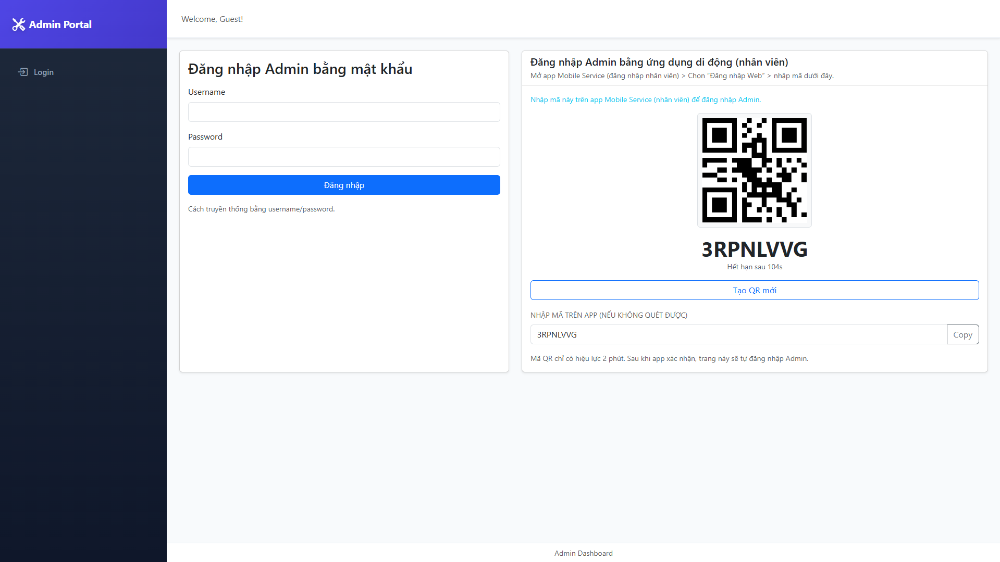 Admin Portal
Login
Welcome, Guest!
Đăng nhập Admin bằng mật khẩu
Username
Password
Đăng nhập
Cách truyền thống bằng username/password.
Đăng nhập Admin bằng ứng dụng di động (nhân viên)
Mở app Mobile Service (đăng nhập nhân viên) > Chọn “Đăng nhập Web” > nhập mã dưới đây.
Nhập mã này trên app Mobile Service (nhân viên) để đăng nhập Admin.
3RPNLVVG
Hết hạn sau 104s
Tạo QR mới
NHẬP MÃ TRÊN APP (NẾU KHÔNG QUÉT ĐƯỢC)
3RPNLVVG
Copy
Mã QR chỉ có hiệu lực 2 phút. Sau khi app xác nhận, trang này sẽ tự đăng nhập Admin.
Admin Dashboard